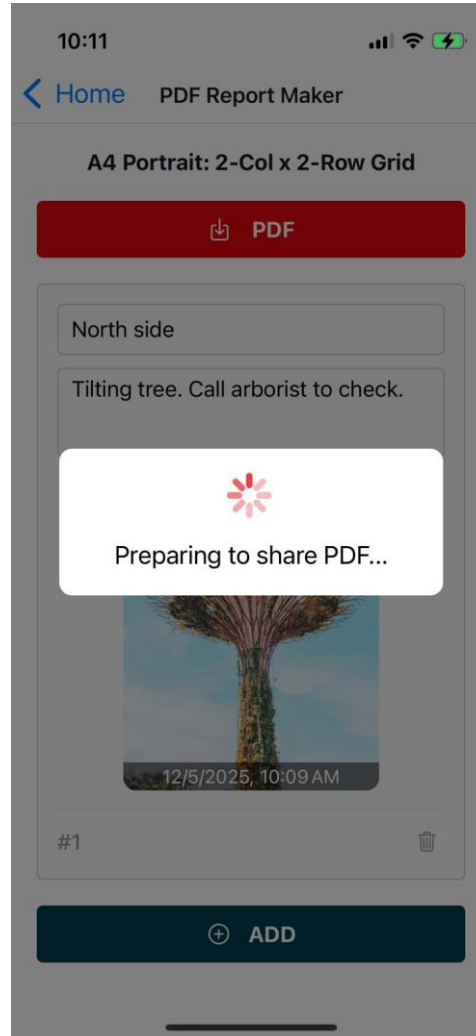 10:11
Home PDF Report Maker
A4 Portrait: 2-Col x 2-Row Grid
PDF
North side
Tilting tree. Call arborist to check.
Preparing to share PDF...
12/5/2025, 10:09 AM
#1
ADD